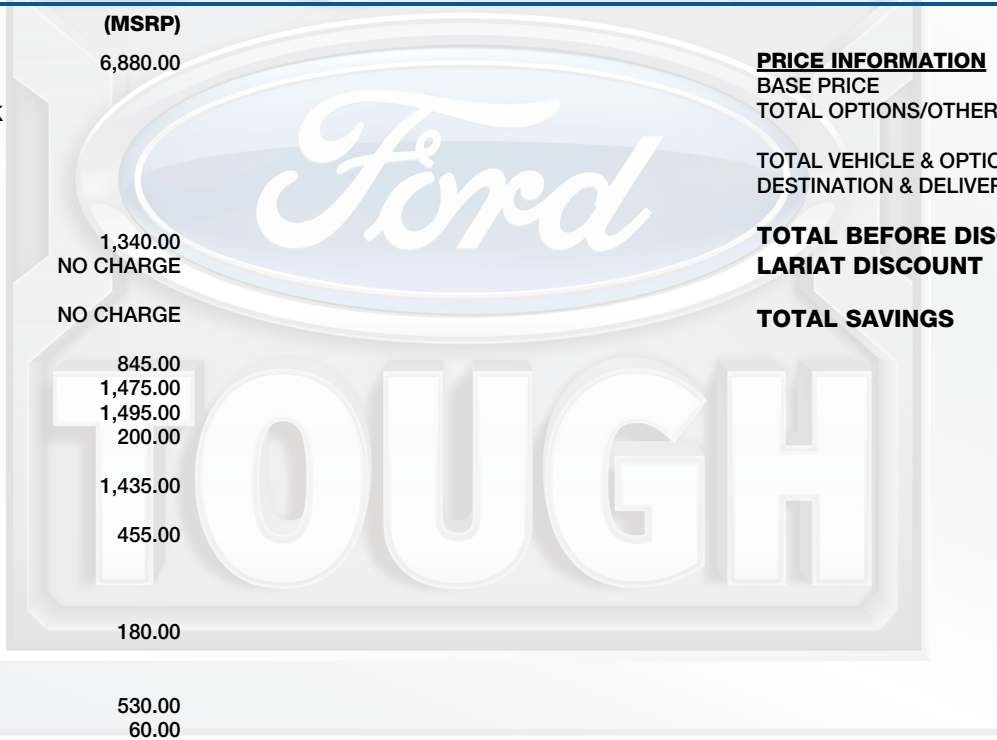 (MSRP)
6,880.00
1,340.00
NO CHARGE
NO CHARGE
845.00
1,475.00
1,495.00
200.00
1,435.00
455.00
180.00
530.00
60.00
Ford
TOUGH
PRICE INFORMATION
BASE PRICE
TOTAL OPTIONS/OTHER
TOTAL VEHICLE & OPTIO
DESTINATION & DELIVER
TOTAL BEFORE DIS
LARIAT DISCOUNT
TOTAL SAVINGS